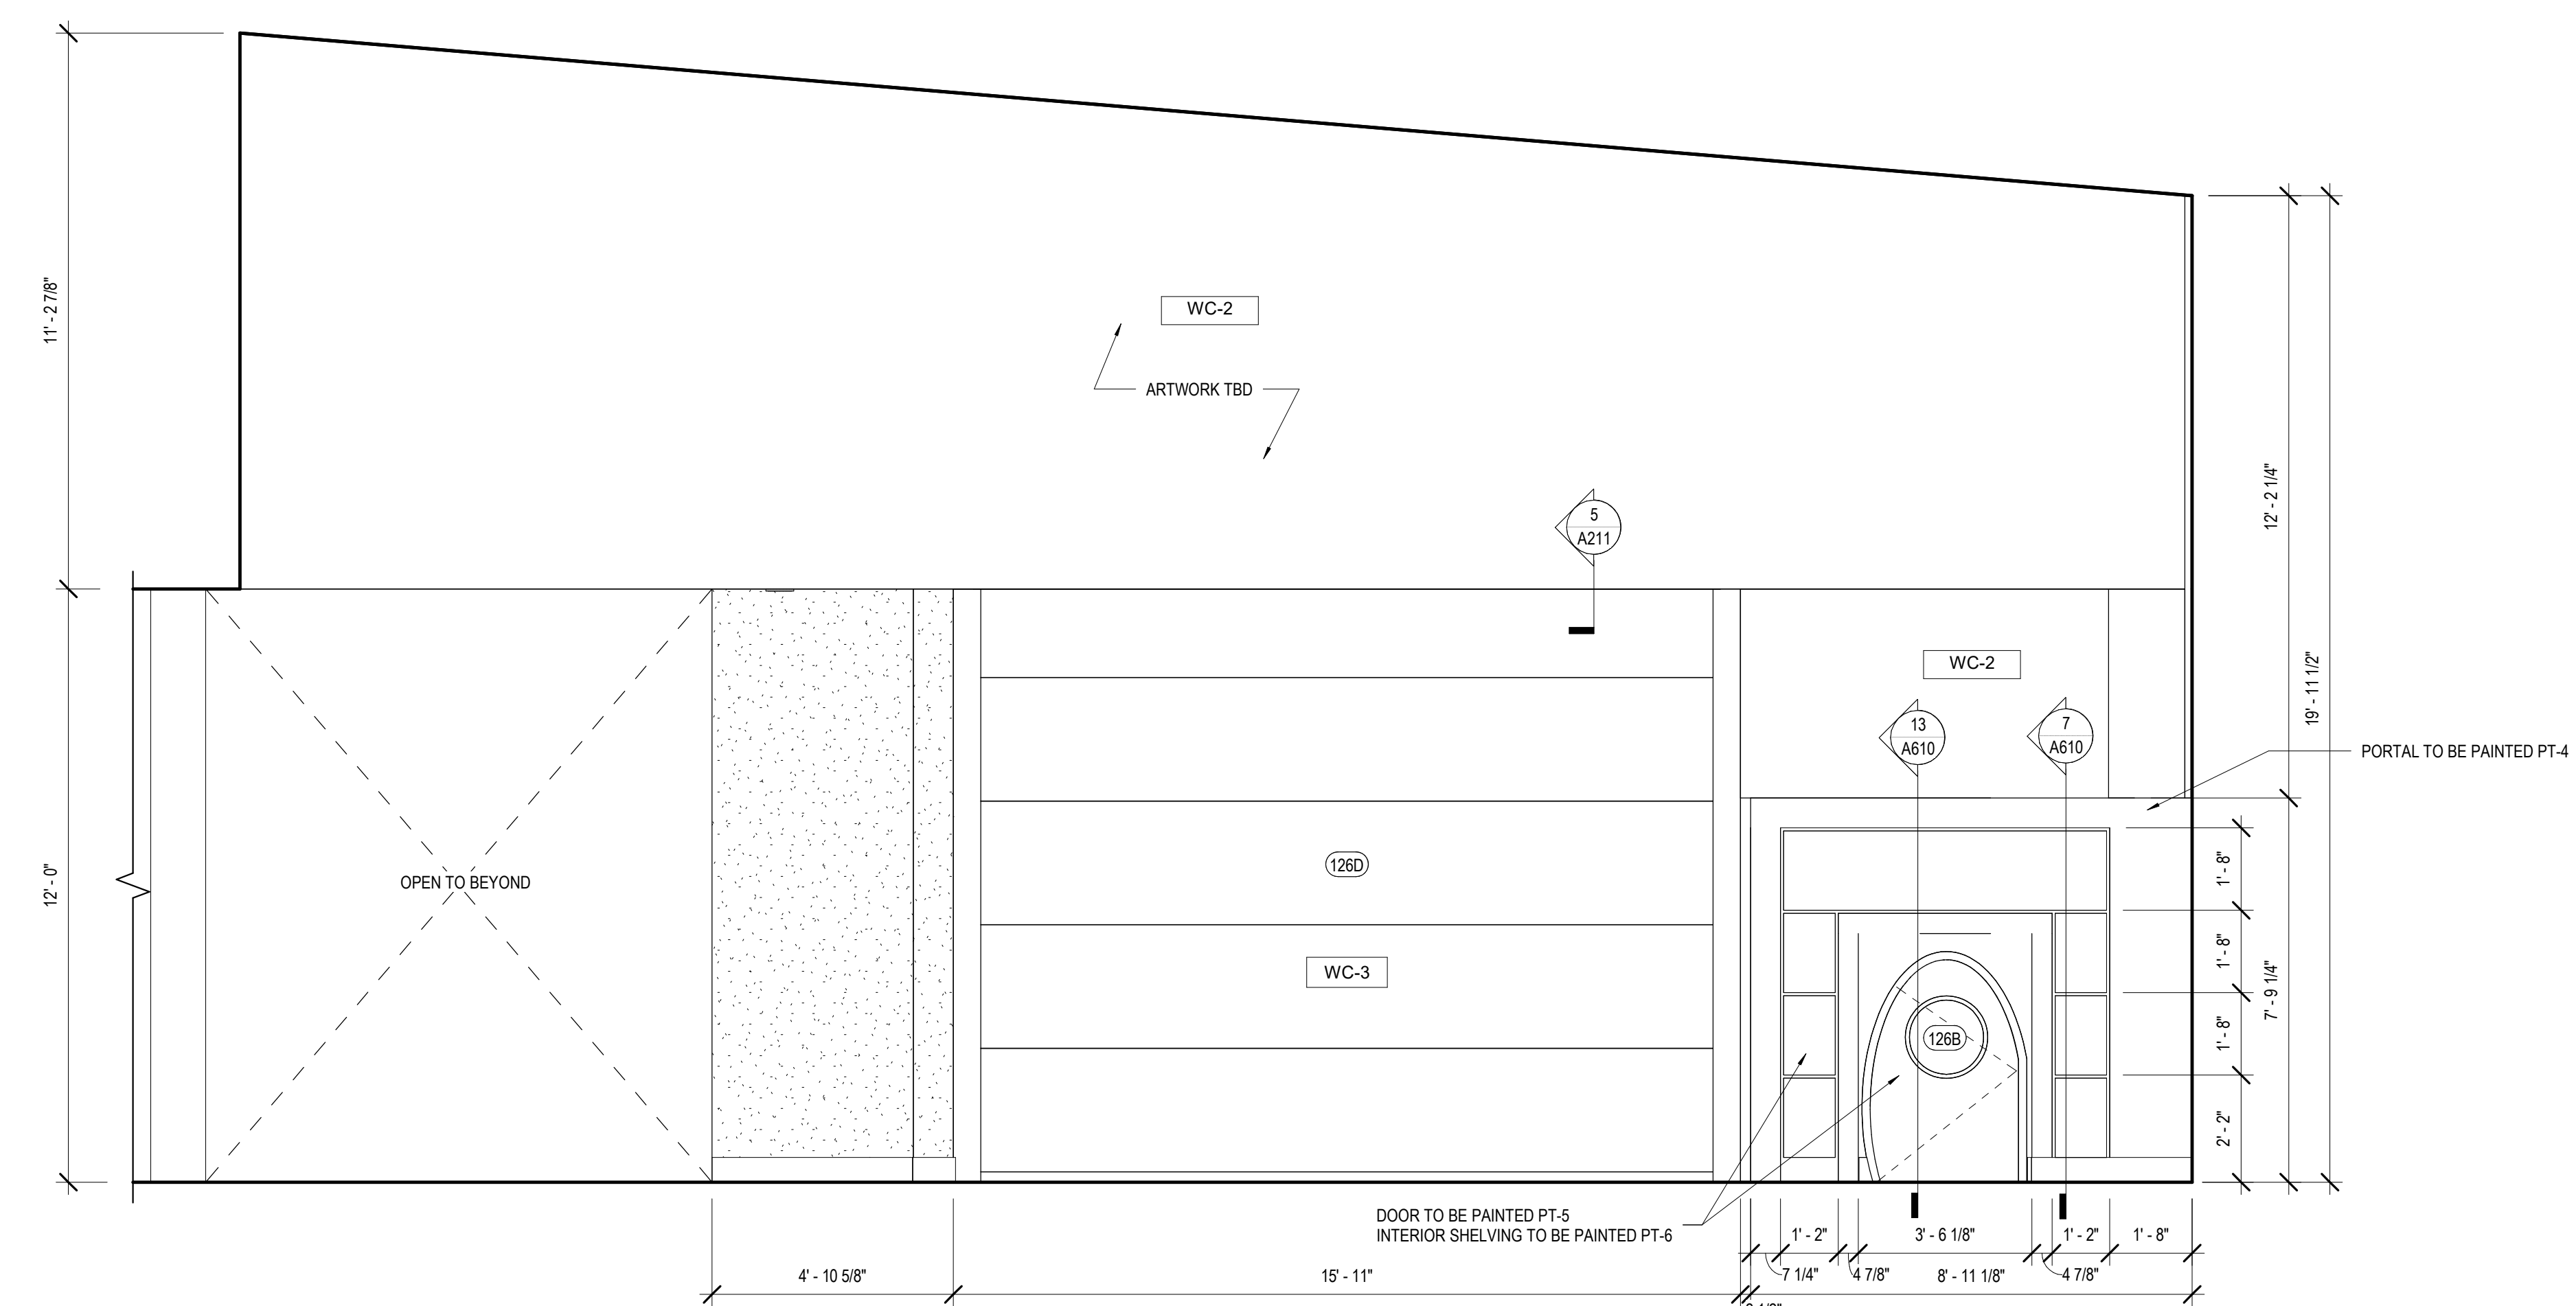 11' - 2 7/8"
WC-2
ARTWORK TBD
5
A211
12' - 2 1/4"
19' - 11 1/2"
WC-2
13
A610
7
A610
PORTAL TO BE PAINTED PT-4
12' - 0"
OPEN TO BEYOND
126D
WC-3
126B
1' - 8"
1' - 8"
1' - 8"
2' - 2"
7' - 9 1/4"
DOOR TO BE PAINTED PT-5
INTERIOR SHELVING TO BE PAINTED PT-6
1' - 2"
3' - 6 1/8"
1' - 2"
1' - 8"
7 1/4"
4 7/8"
8' - 11 1/8"
4 7/8"
4' - 10 5/8"
15' - 11"